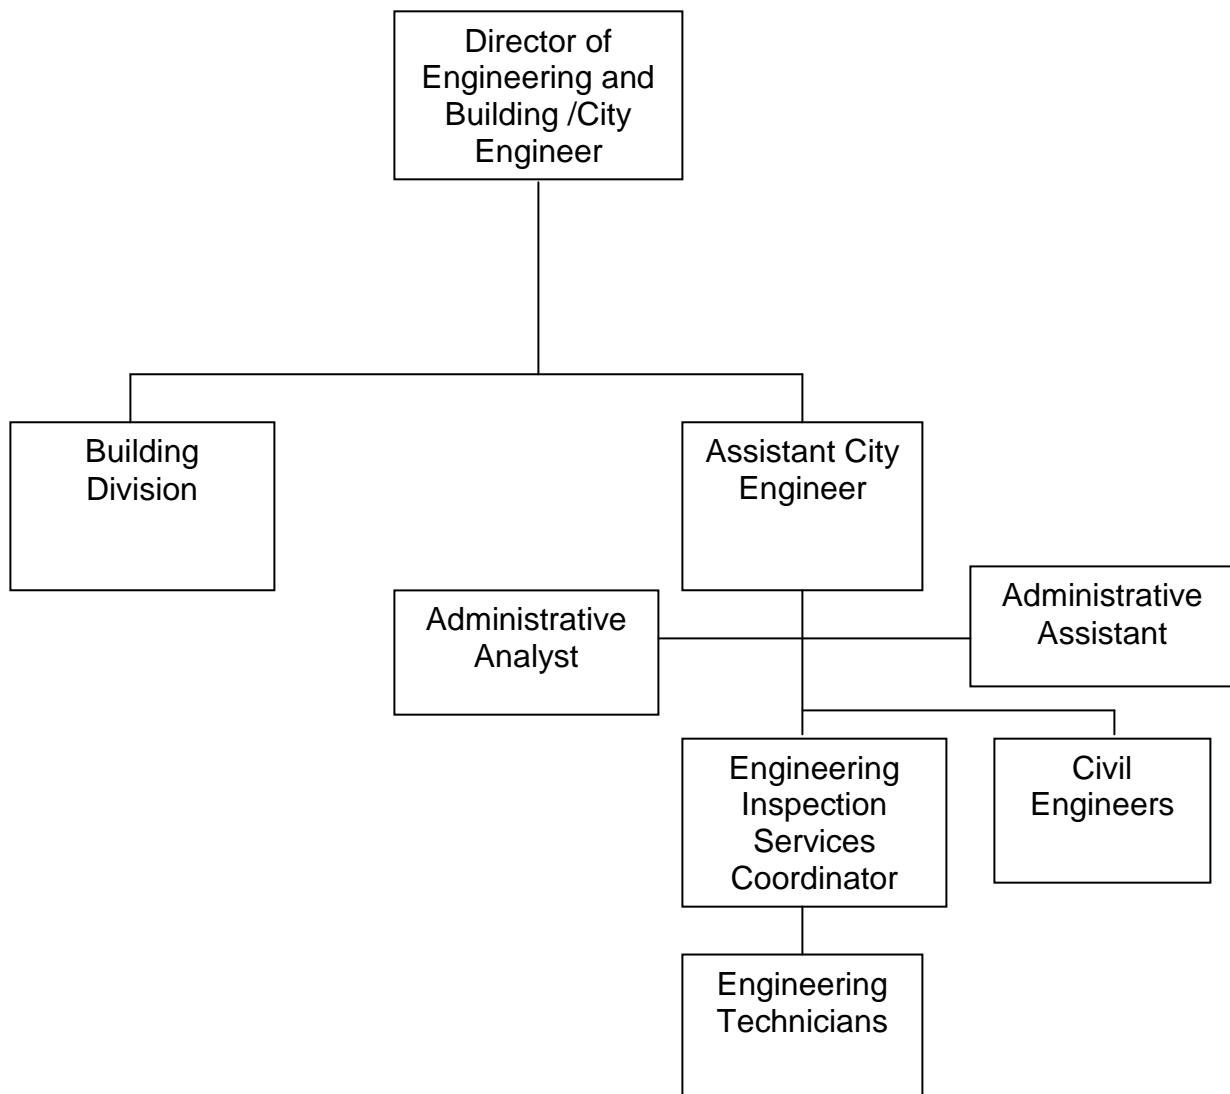 Director of
Engineering and
Building /City
Engineer
Building
Division
Assistant City
Engineer
Administrative
Analyst
Administrative
Assistant
Engineering
Inspection
Services
Coordinator
Civil
Engineers
Engineering
Technicians